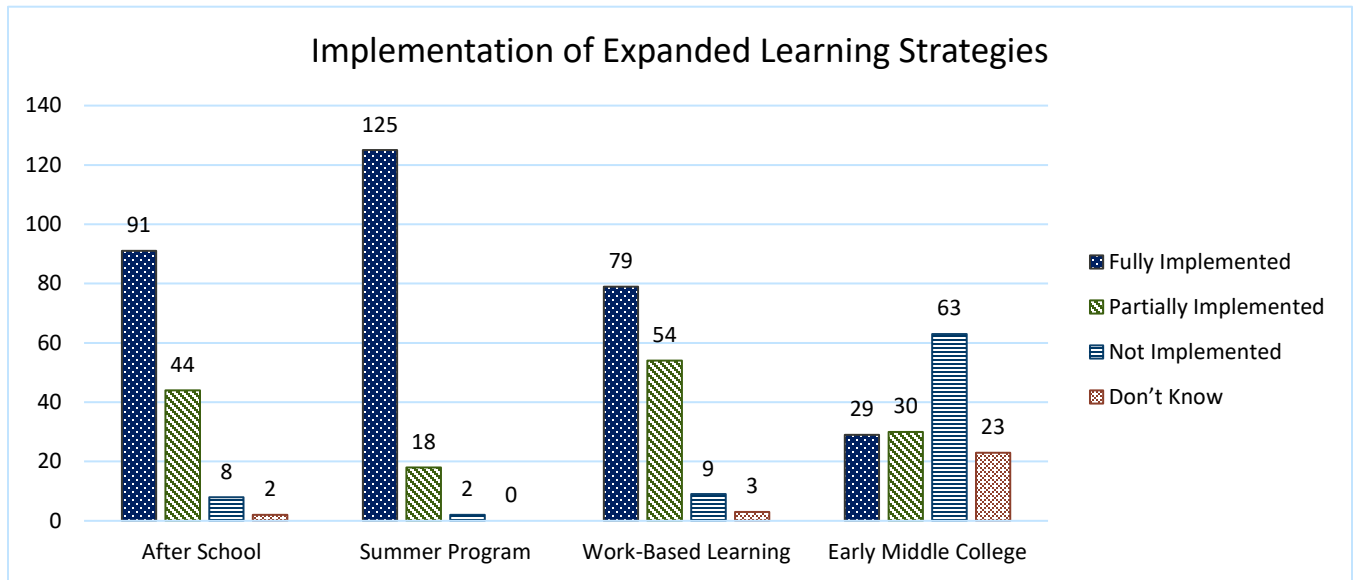 Implementation of Expanded Learning Strategies
140
120
100
80
60
40
20
0
91
44
8
2
125
18
2
0
79
54
9
3
29
30
63
23
After School
Summer Program
Work-Based Learning
Early Middle College
Fully Implemented
Partially Implemented
Not Implemented
Don’t Know